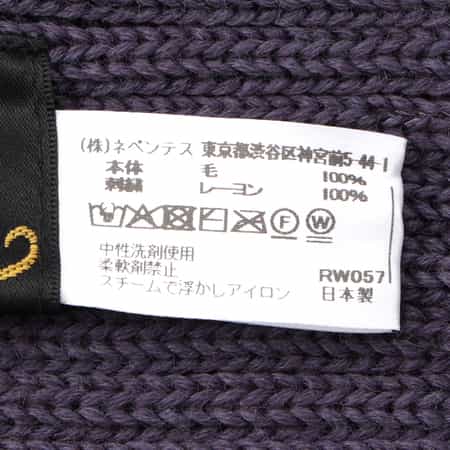 (株)ネペンテス 東京都渋谷区神宮前5-44-1
本体 毛 100%
刺繍 レーヨン 100%
F W
中性洗剤使用
柔軟剤禁止 RW057
スチームで浮かしアイロン 日本製